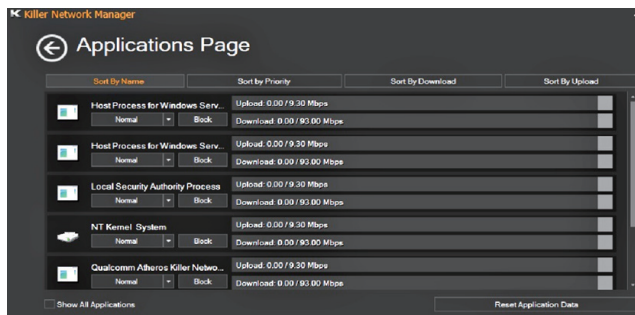 Killer Network Manager
Applications Page
Sort By Name Sort by Priority Sort By Download Sort By Upload
Host Process for Windows Serv...
Upload: 0.00 / 9.30 Mbps
Normal Block
Download: 0.00 / 93.00 Mbps
Host Process for Windows Serv...
Upload: 0.00 / 9.30 Mbps
Normal Block
Download: 0.00 / 93.00 Mbps
Local Security Authority Process
Upload: 0.00 / 9.30 Mbps
Normal Block
Download: 0.00 / 93.00 Mbps
NT Kernel System
Upload: 0.00 / 9.30 Mbps
Normal Block
Download: 0.00 / 93.00 Mbps
Qualcomm Atheros Killer Netwo...
Upload: 0.00 / 9.30 Mbps
Normal Block
Download: 0.00 / 93.00 Mbps
Show All Applications Reset Application Data